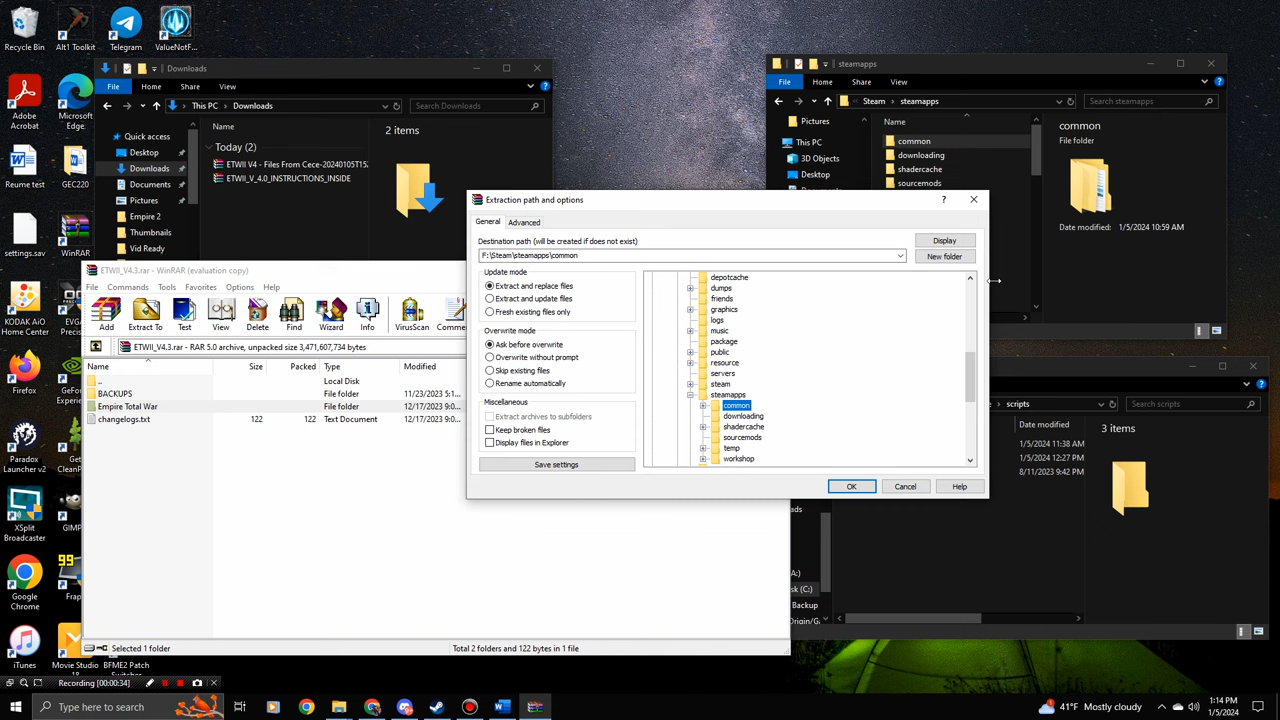 Recycle Bin
Alt1 Toolkit
Telegram
ValueNotF...
Adobe
Acrobat
Microsoft
Edge
Reume test
GEC220
settings.sav
WinRAR
KODAK AiO
Home Center
EVGA
Firefox
GeForce
Paradox
Launcher v2
XSplit
Broadcaster
GIMP
Google
Chrome
99
iTunes
Movie Studio
BFME2 Patch
Downloads
File
Home
Share
View
This PC
Downloads
Search Downloads
Quick access
Desktop
Downloads
Documents
Pictures
Empire 2
Thumbnails
Vid Ready
Name
Today (2)
ETWII V4 - Files From Cece-20240105T15
ETWII_V_4.0_INSTRUCTIONS_INSIDE
2 items
steamapps
File
Home
Share
View
Steam
steamapps
Search steamapps
Pictures
This PC
3D Objects
Desktop
Name
common
downloading
shadercache
sourcemods
common
File folder
Date modified: 1/5/2024 10:59 AM
ETWII_V4.3.rar - WinRAR (evaluation copy)
File Commands Tools Favorites Options Help
Add Extract To Test View Delete Find Wizard Info VirusScan
ETWII_V4.3.rar - RAR 5.0 archive, unpacked size 3,471,607,734 bytes
Name Size Packed Type Modified
.. Local Disk
BACKUPS File folder 11/23/2023 5:1...
Empire Total War File folder 12/17/2023 9:0...
changelogs.txt 122 122 Text Document 12/17/2023 9:0...
Selected 1 folder
Total 2 folders and 122 bytes in 1 file
Extraction path and options
?
General
Advanced
Destination path (will be created if does not exist)
F:\Steam\steamapps\common
Display
New folder
Update mode
Extract and replace files
Extract and update files
Fresh existing files only
Overwrite mode
Ask before overwrite
Overwrite without prompt
Skip existing files
Rename automatically
Miscellaneous
Extract archives to subfolders
Keep broken files
Display files in Explorer
Save settings
depotcache
dumps
friends
graphics
logs
music
package
public
resource
servers
steam
steamapps
common
downloading
shadercache
sourcemods
temp
workshop
OK
Cancel
Help
scripts
Search scripts
Date modified
1/5/2024 11:38 AM
1/5/2024 12:27 PM
8/11/2023 9:42 PM
3 items
(C:)
Backup
Recording [00:00:34]
Type here to search
41°F Mostly cloudy
1:14 PM
1/5/2024